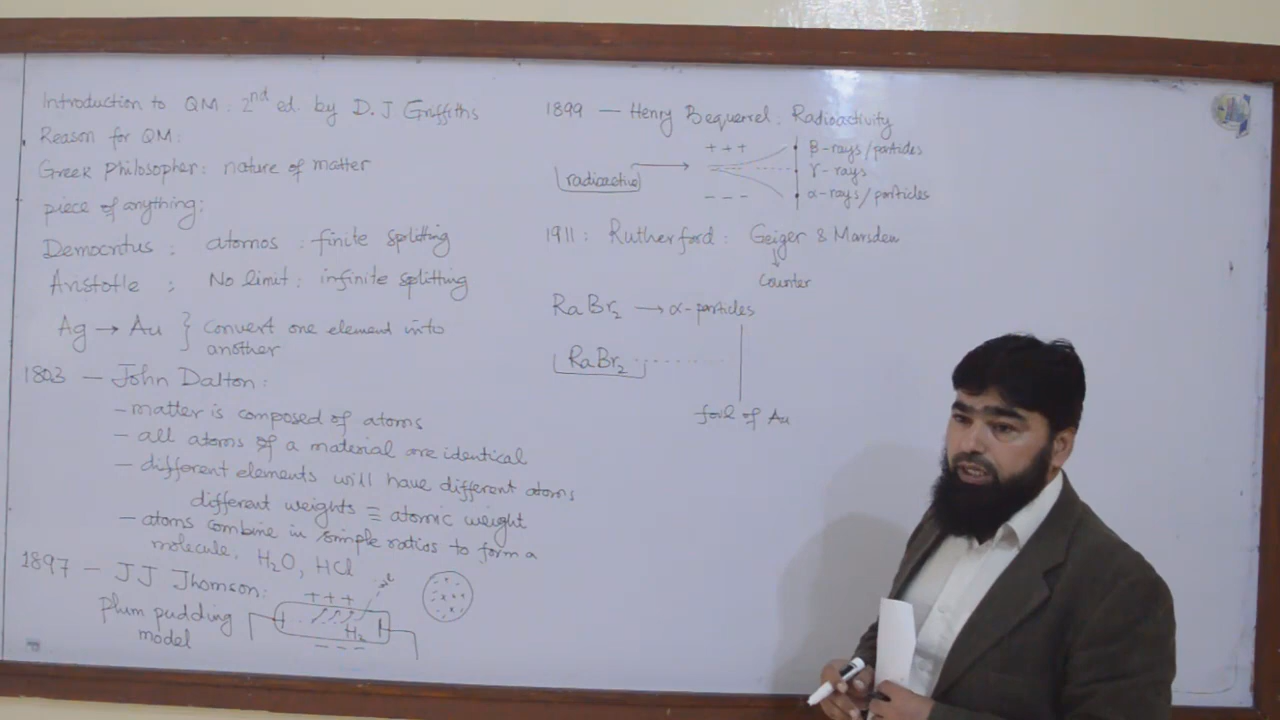 Introduction to QM: 2nd ed. by D. J. Griffiths
Reason for QM:
Greek Philosopher: nature of matter
piece of anything:
Democritus : atomos : finite splitting
Aristotle : No limit : infinite splitting
Ag → Au } Convert one element into
another
1803 — John Dalton:
- matter is composed of atoms
- all atoms of a material are identical
- different elements will have different atoms
different weights ≡ atomic weight
- atoms combine in simple ratios to form a
molecule, H₂O, HCl
1897 — JJ Thomson:
Plum pudding
model
+ + +
H₂
- - -
1899 — Henry Bequerrel: Radioactivity
radioactive
+ + +
- - -
β-rays/particles
γ-rays
α-rays/particles
1911: Rutherford: Geiger & Marsden
Counter
RaBr₂ → α-particles
RaBr₂
foil of Au